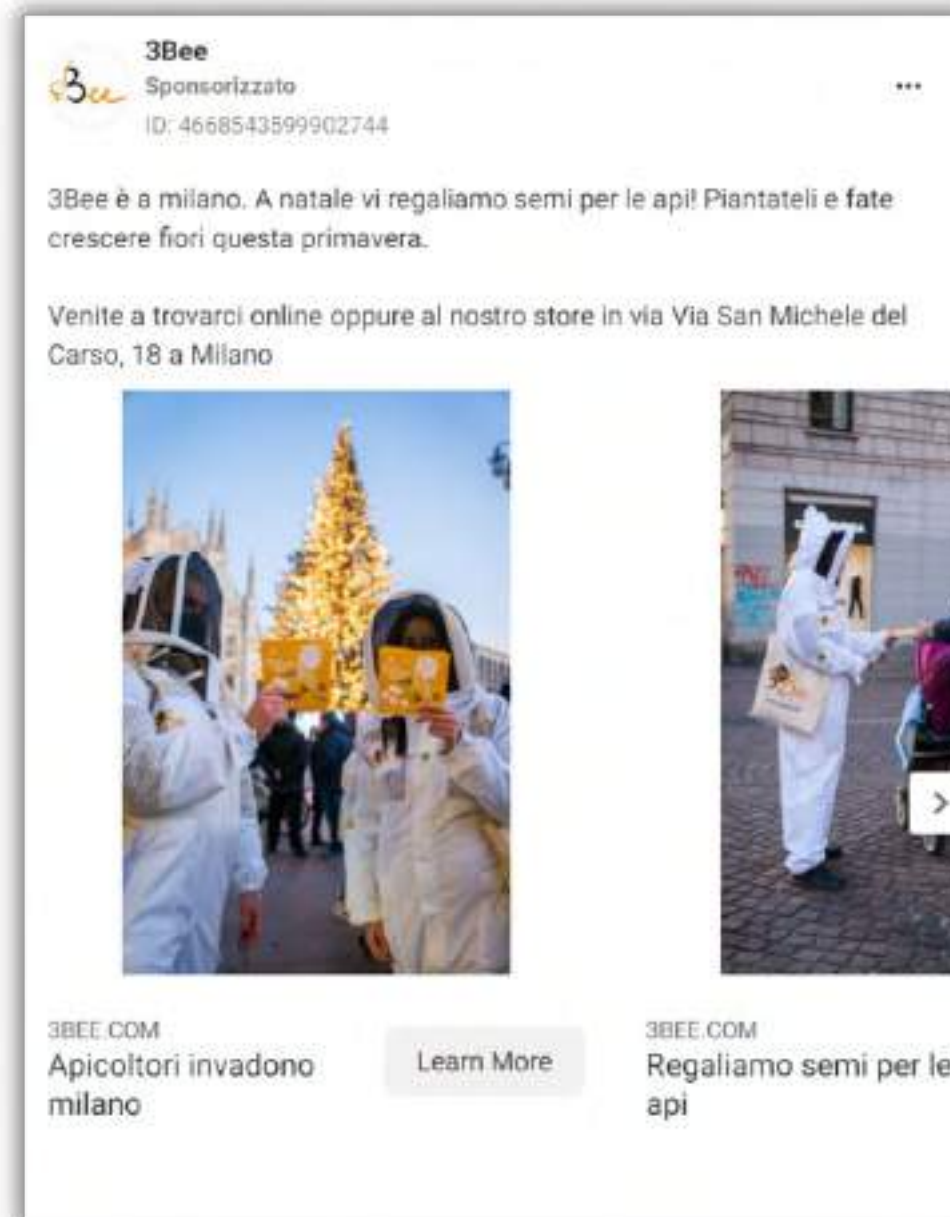 3Bee
3Bee
Sponsorizzato
...
ID: 4668543599902744
3Bee è a milano. A natale vi regaliamo semi per le api! Piantateli e fate
crescere fiori questa primavera.
Venite a trovarci online oppure al nostro store in via Via San Michele del
Carso, 18 a Milano
3BEE.COM
Apicoltori invadono
milano
Learn More
3BEE.COM
Regaliamo semi per le
api